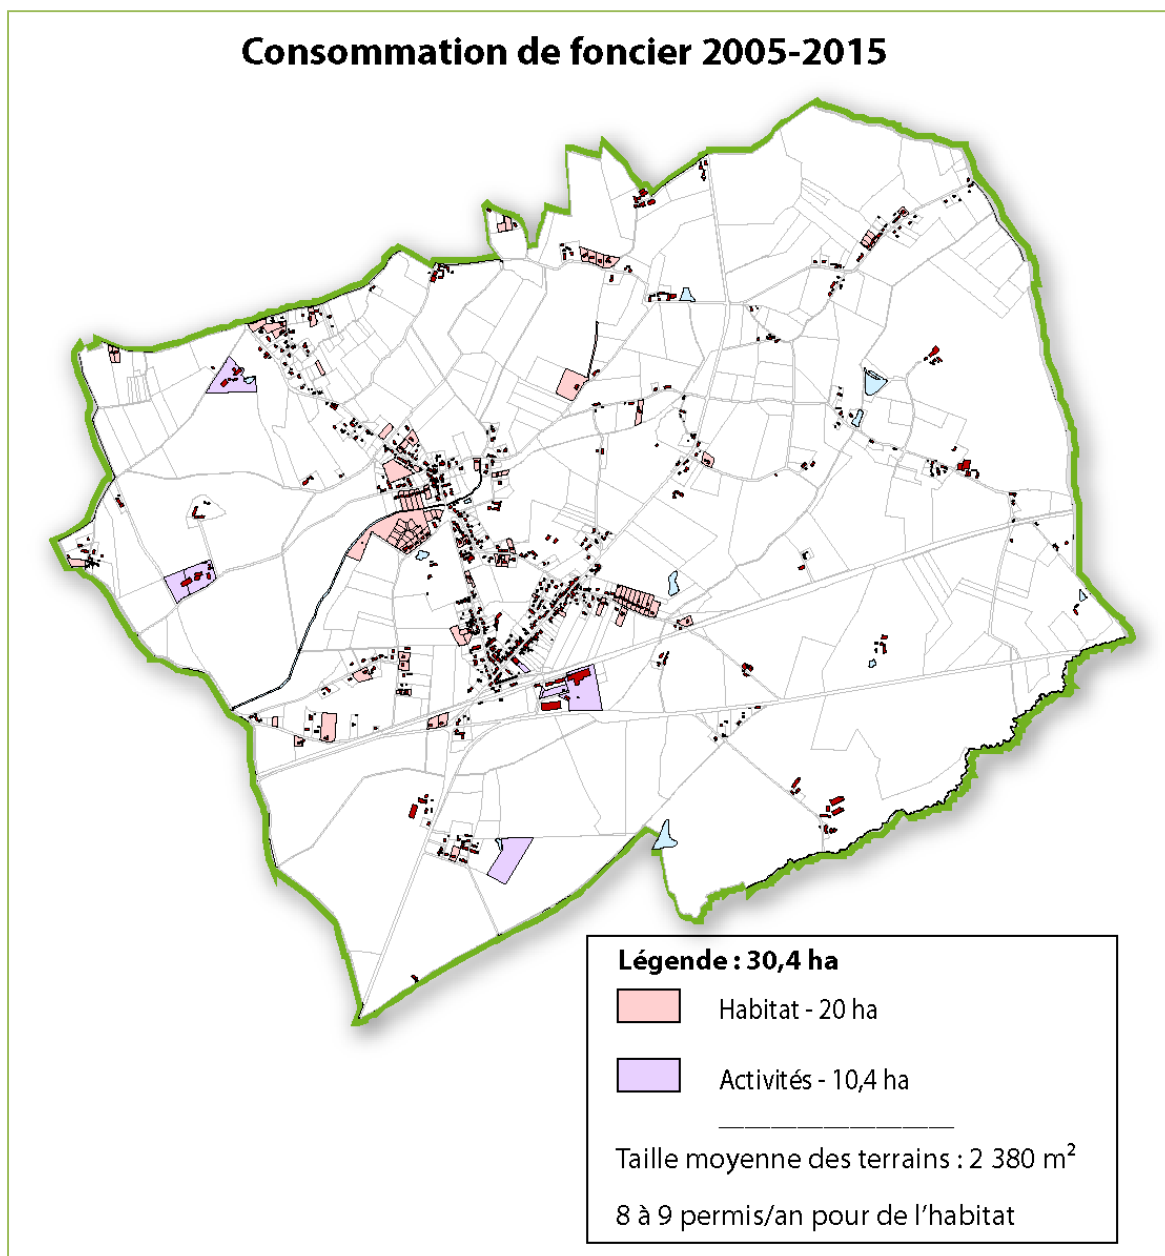 Consommation de foncier 2005-2015
Légende : 30,4 ha
Habitat - 20 ha
Activités - 10,4 ha
Taille moyenne des terrains : 2 380 m²
8 à 9 permis/an pour de l'habitat